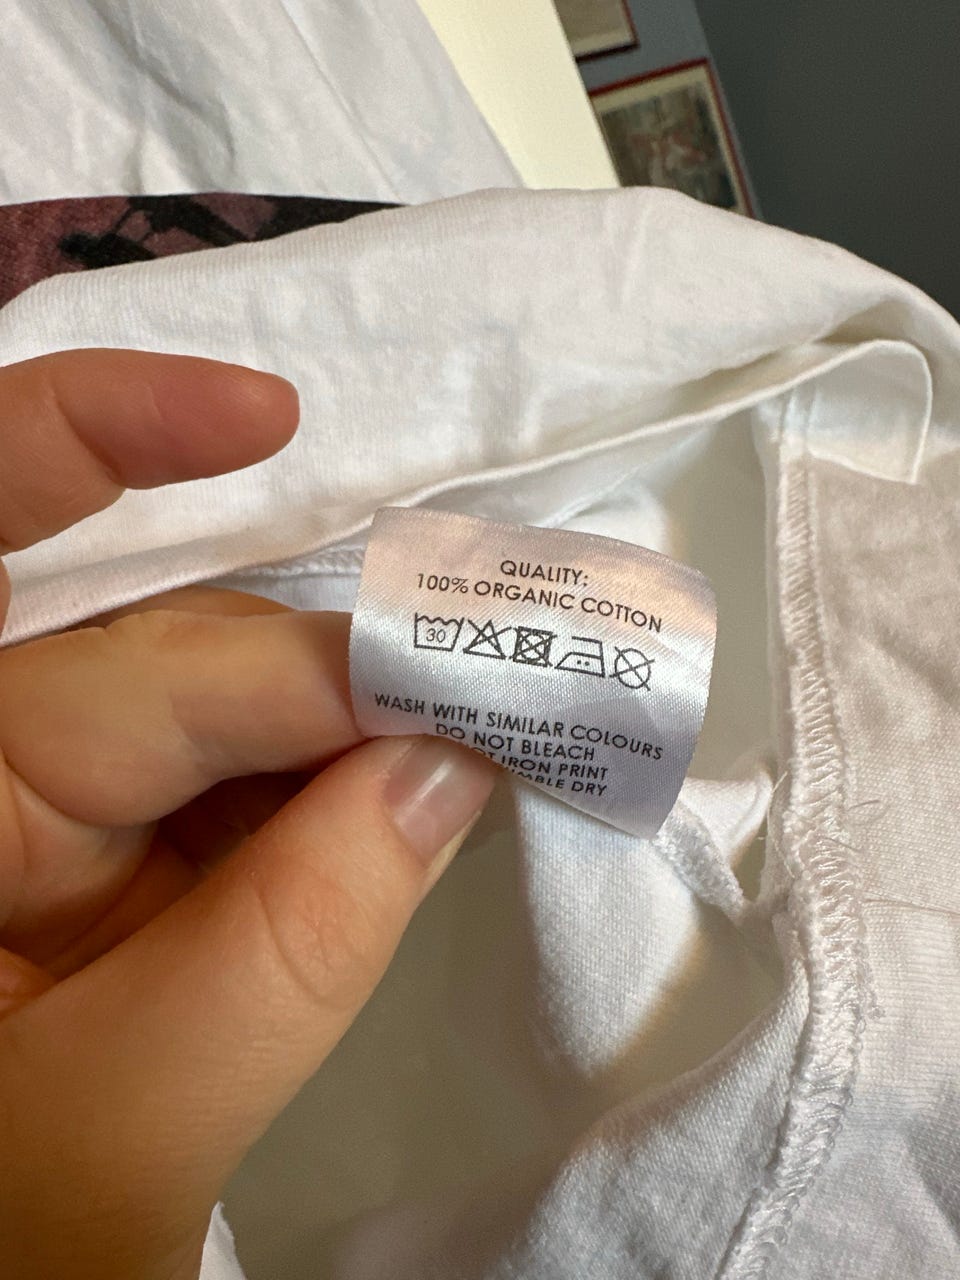 QUALITY:
100% ORGANIC COTTON
30
WASH WITH SIMILAR COLOURS
DO NOT BLEACH
IRON PRINT
DRY